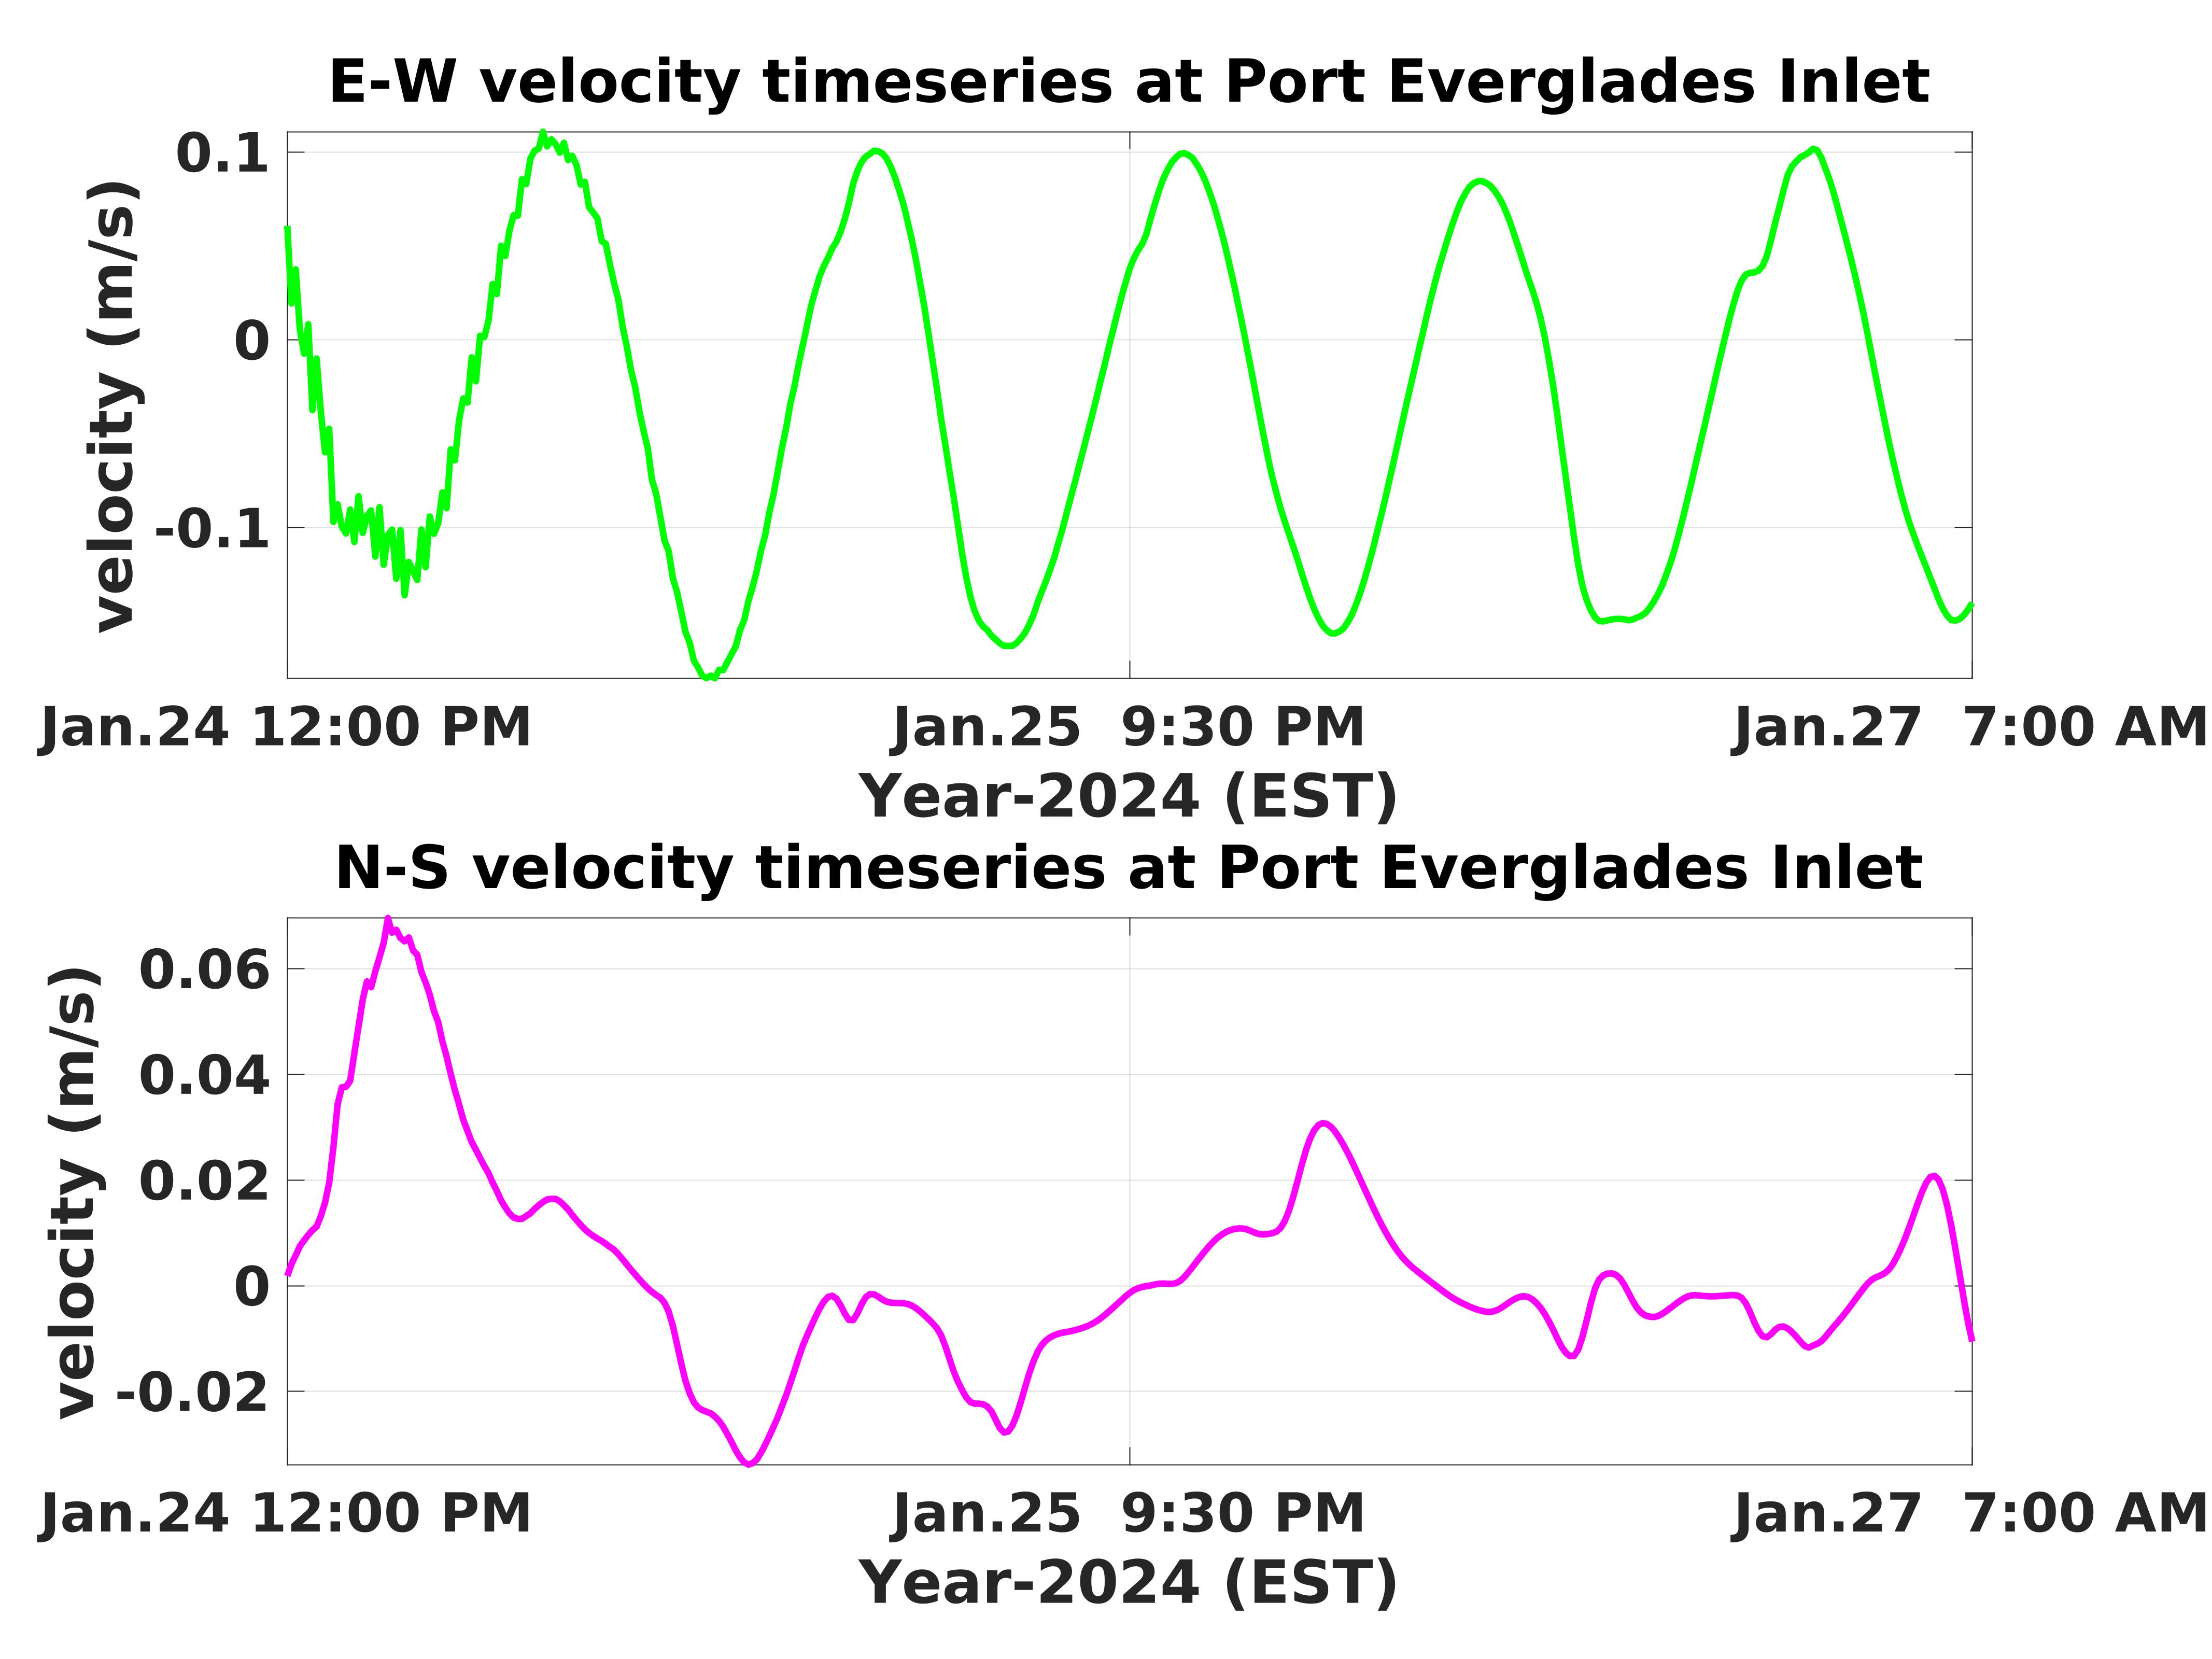 E-W velocity timeseries at Port Everglades Inlet
velocity (m/s)
0.1
0
-0.1
Jan.24 12:00 PM Jan.25 9:30 PM Jan.27 7:00 AM
Year-2024 (EST)
N-S velocity timeseries at Port Everglades Inlet
velocity (m/s)
0.06
0.04
0.02
0
-0.02
Jan.24 12:00 PM Jan.25 9:30 PM Jan.27 7:00 AM
Year-2024 (EST)